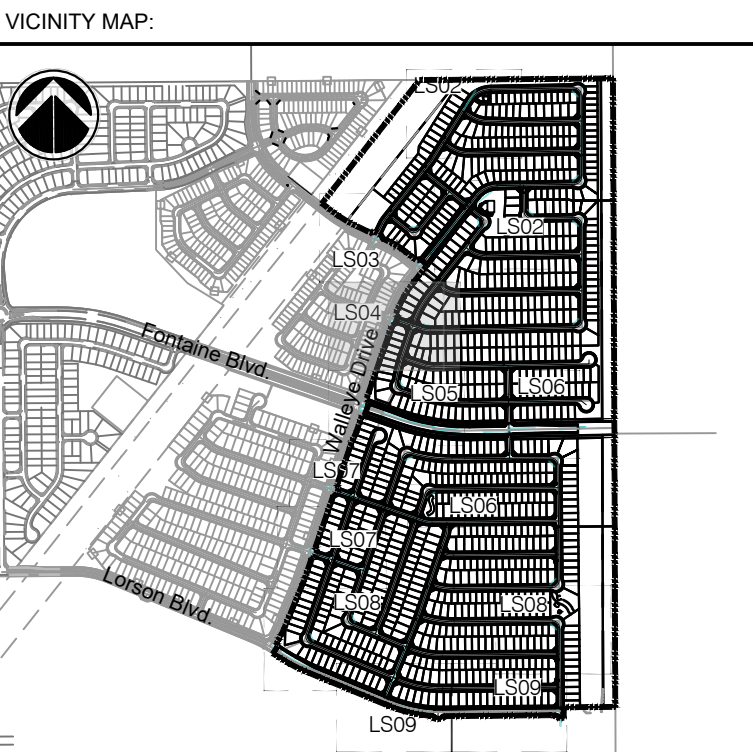 VICINITY MAP:
LS02
LS02
LS03
LS04
Fontaine Blvd.
Walleye Drive
LS05
LS06
LS07
LS06
LS07
Lorson Blvd.
LS08
LS08
LS09
LS09